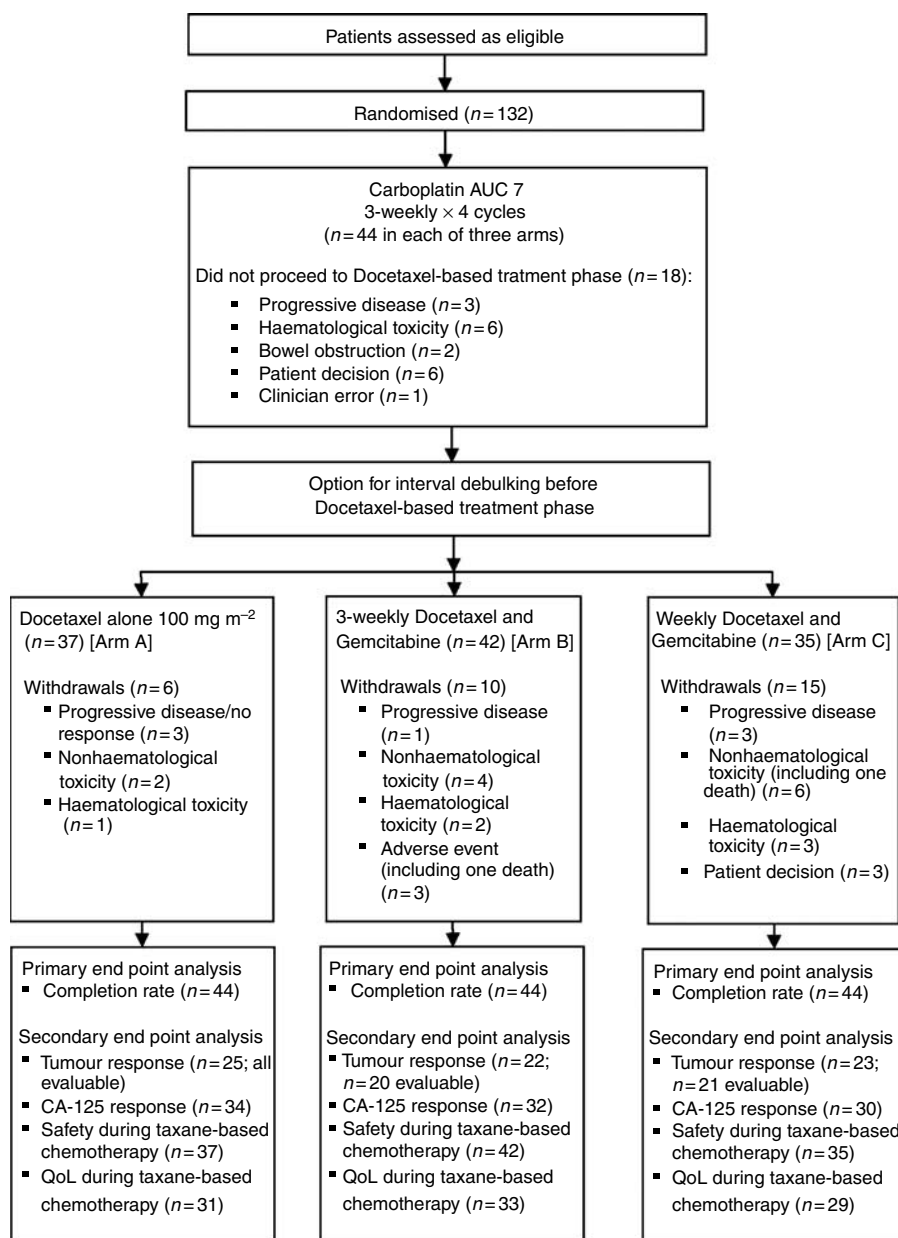 Patients assessed as eligible
Randomised (n=132)
Carboplatin AUC 7
3-weekly × 4 cycles
(n=44 in each of three arms)
Did not proceed to Docetaxel-based tratment phase (n=18):
▪ Progressive disease (n=3)
▪ Haematological toxicity (n=6)
▪ Bowel obstruction (n=2)
▪ Patient decision (n=6)
▪ Clinician error (n=1)
Option for interval debulking before
Docetaxel-based treatment phase
Docetaxel alone 100 mg m⁻²
(n=37) [Arm A]
Withdrawals (n=6)
▪ Progressive disease/no
response (n=3)
▪ Nonhaematological
toxicity (n=2)
▪ Haematological toxicity
(n=1)
3-weekly Docetaxel and
Gemcitabine (n=42) [Arm B]
Withdrawals (n=10)
▪ Progressive disease
(n=1)
▪ Nonhaematological
toxicity (n=4)
▪ Haematological
toxicity (n=2)
▪ Adverse event
(including one death)
(n=3)
Weekly Docetaxel and
Gemcitabine (n=35) [Arm C]
Withdrawals (n=15)
▪ Progressive disease
(n=3)
▪ Nonhaematological
toxicity (including one
death) (n=6)
▪ Haematological
toxicity (n=3)
▪ Patient decision (n=3)
Primary end point analysis
▪ Completion rate (n=44)
Secondary end point analysis
▪ Tumour response (n=25; all
evaluable)
▪ CA-125 response (n=34)
▪ Safety during taxane-based
chemotherapy (n=37)
▪ QoL during taxane-based
chemotherapy (n=31)
Primary end point analysis
▪ Completion rate (n=44)
Secondary end point analysis
▪ Tumour response (n=22;
n=20 evaluable)
▪ CA-125 response (n=32)
▪ Safety during taxane-based
chemotherapy (n=42)
▪ QoL during taxane-based
chemotherapy (n=33)
Primary end point analysis
▪ Completion rate (n=44)
Secondary end point analysis
▪ Tumour response (n=23;
n=21 evaluable)
▪ CA-125 response (n=30)
▪ Safety during taxane-based
chemotherapy (n=35)
▪ QoL during taxane-based
chemotherapy (n=29)